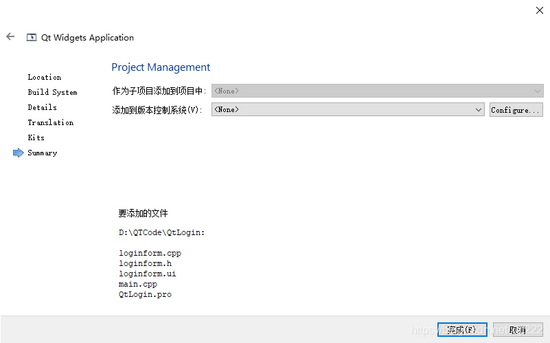 Qt Widgets Application
Location
Build System
Details
Translation
Kits
Summary
Project Management
作为子项目添加到项目中: <None>
添加到版本控制系统(V): <None> Configure...
要添加的文件
D:\QTCode\QtLogin:
loginform.cpp
loginform.h
loginform.ui
main.cpp
QtLogin.pro
完成(F) 取消